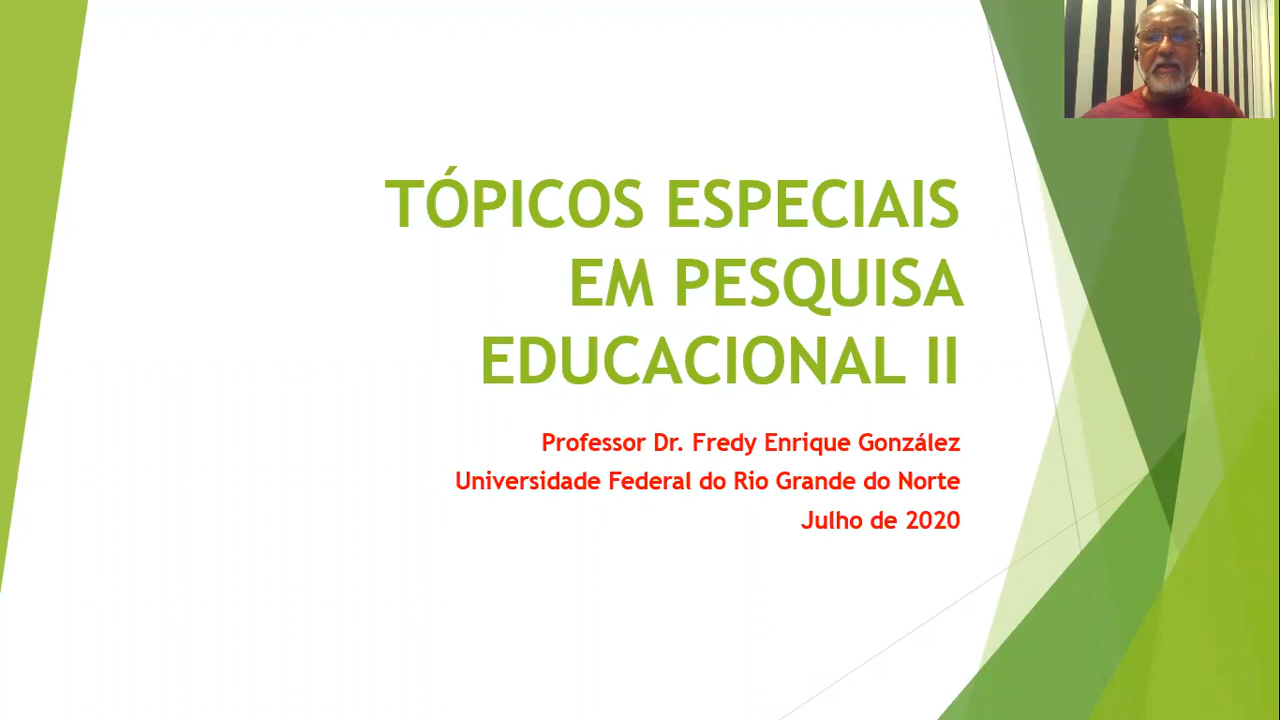 TÓPICOS ESPECIAIS
EM PESQUISA
EDUCACIONAL II
Professor Dr. Fredy Enrique González
Universidade Federal do Rio Grande do Norte
Julho de 2020